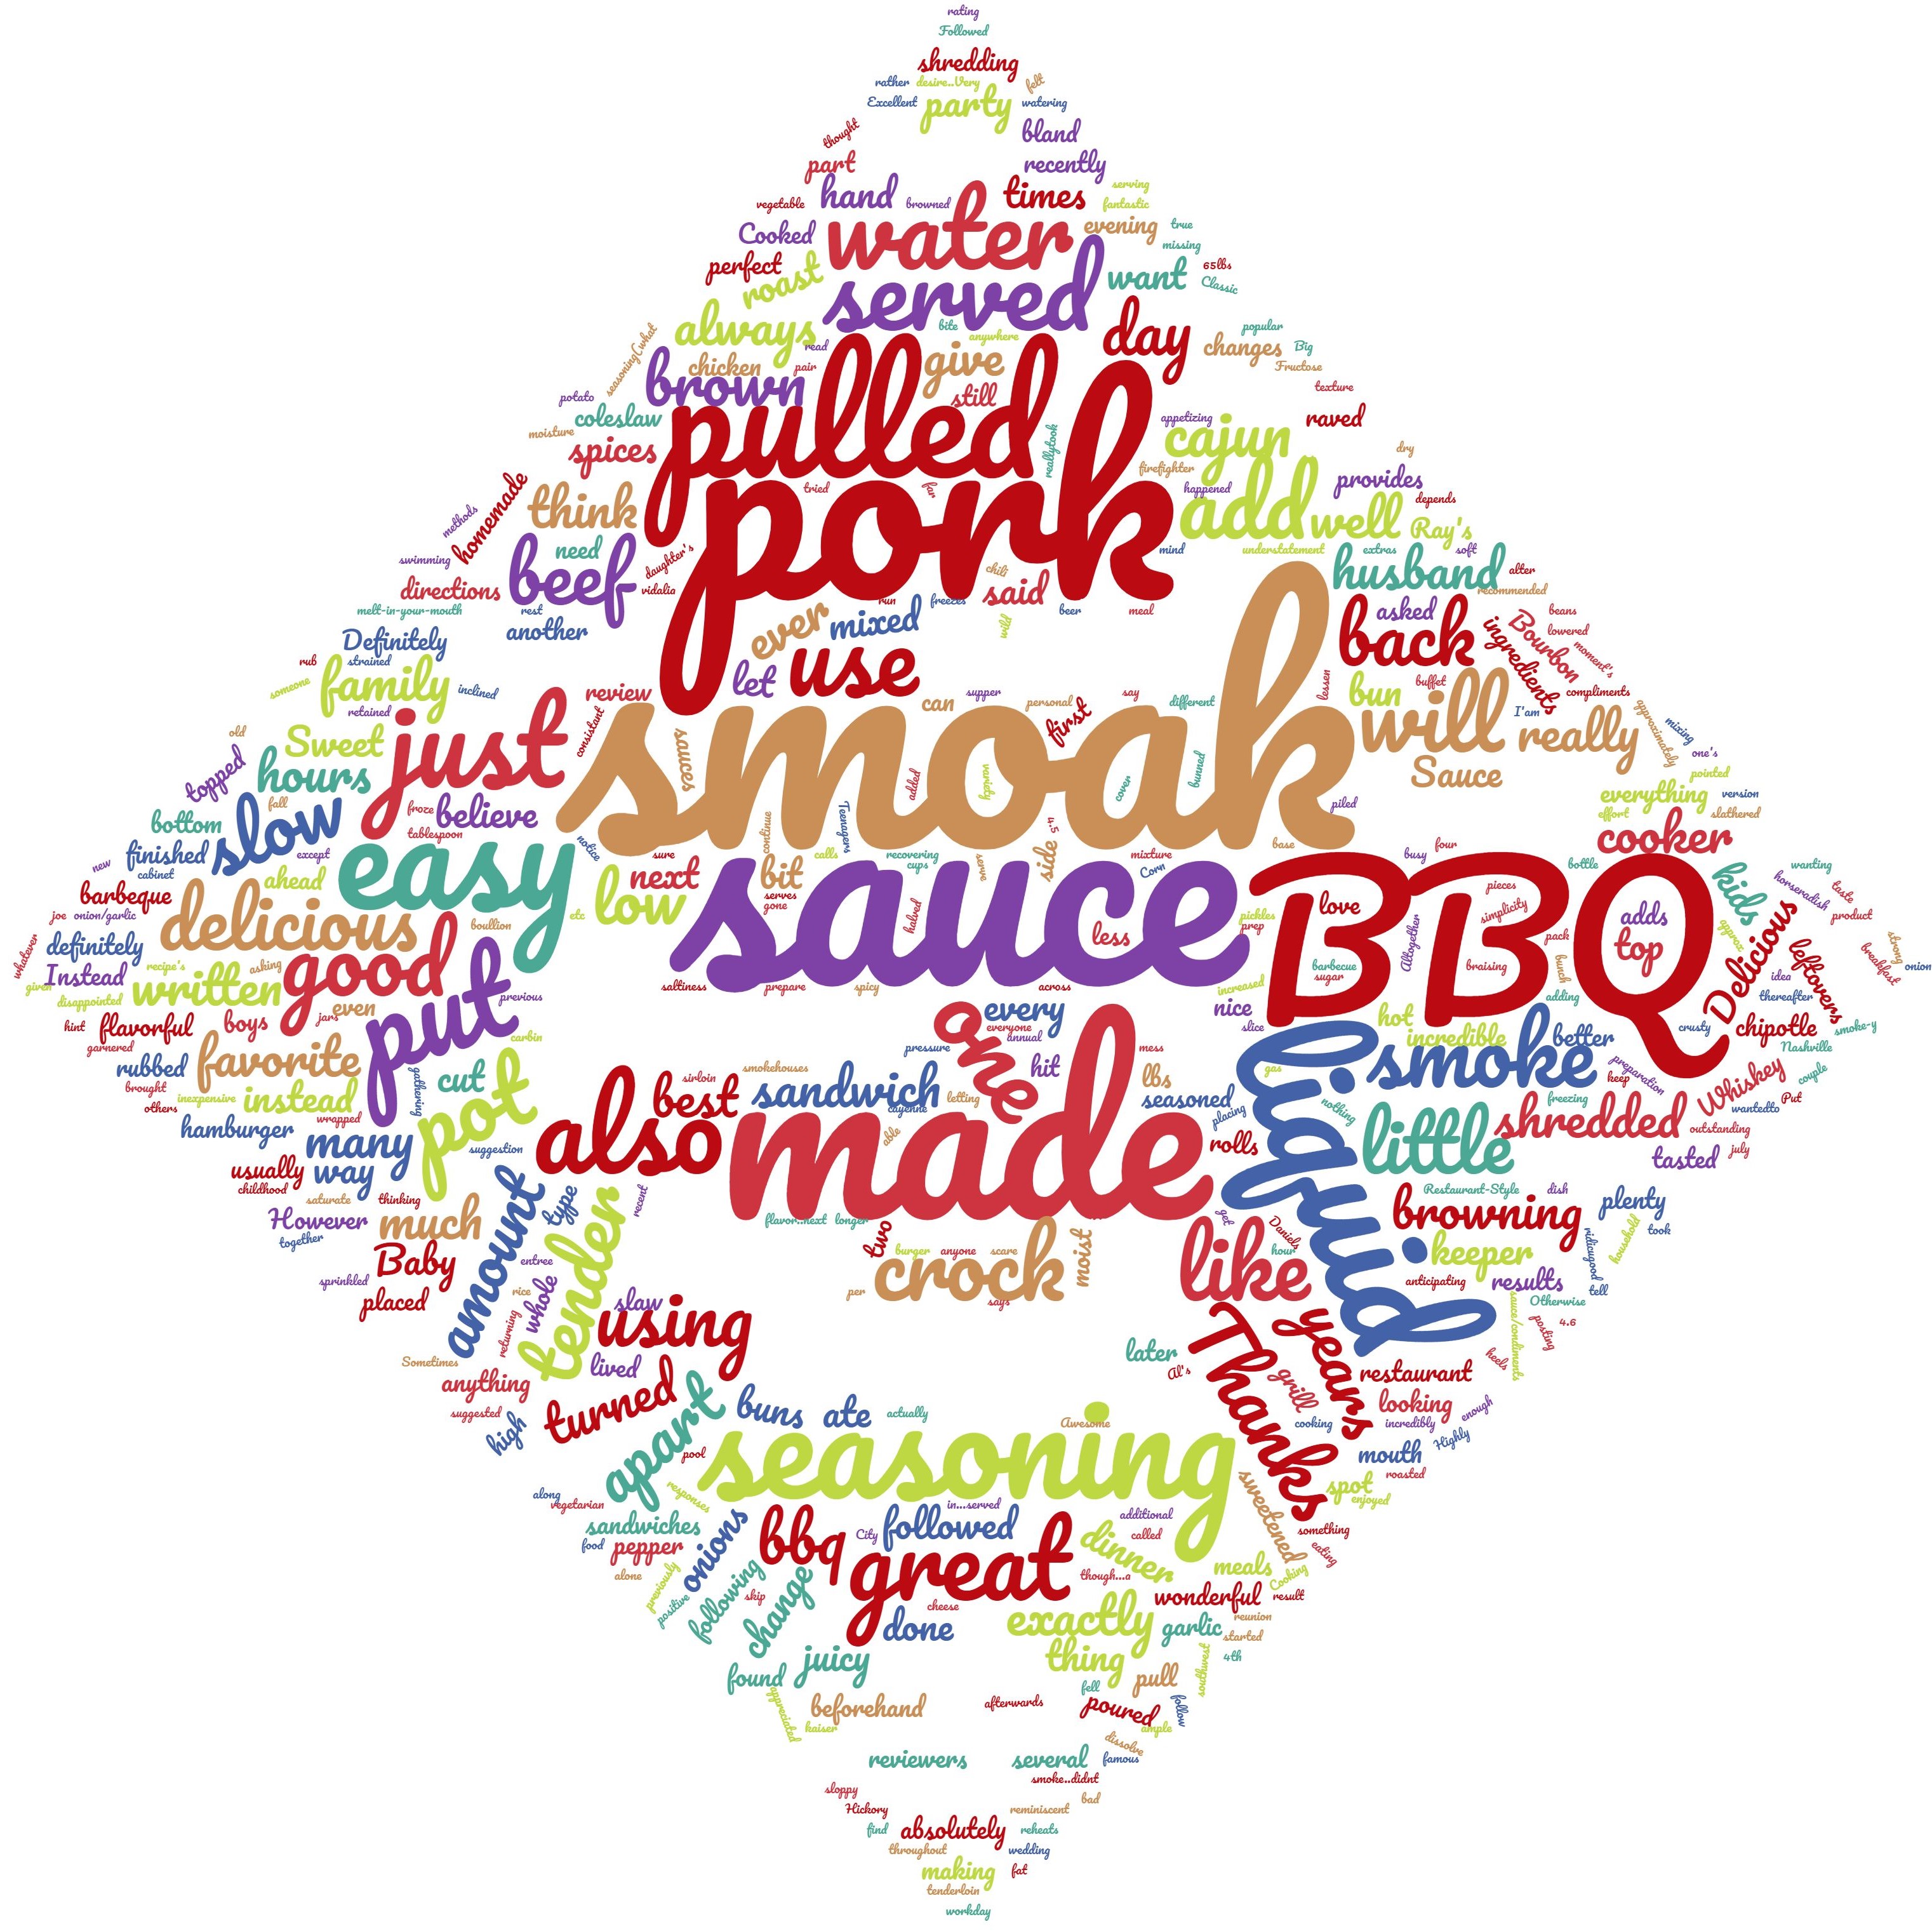 rating
Followed
shredding
rather desire..Very felt
Excellent party watering
thought bland
part recently
hand times serving
vegetable browned fantastic
Cooked water evening true
missing
perfect roast served want 65lbs
Classic
always day popular
bite anywhere
seasoning(what read changes Big
chicken pair give Fructose
brown pulled still texture
potato coleslaw appetizing raved
moisture spices reallytook cajun dry
firefighter
homemade think tried far pork happened provides depends
methods add well Ray's
need daughter's mind understatement extras soft
swimming beef chili husband alter
directions vidalia said recommended
melt-in-your-mouth rest run freezes beer meal back asked beans
another ever mixed wild ingredients Bourbon lowered
Definitely moment's
rub strained let use lessen buffet
someone family inclined review supper personal say different bun compliments
retained consistant can first will I'am approximately mixing
old Sweet just sauces smoak really one's
topped hours added variety cover bunned Sauce pointed
fall froze believe piled everything version
bottom slow tablespoon continue Teenagers 4.5 effort slathered
finished except notice calls recovering mixture base busy four cooker
new cabinet easy sure cups serve side Corn bottle wanting
barbeque ahead low next bit sauce BBQ kids horseradish taste
joe onion/garlic delicious etc serves gone halved less pickles prep love pieces simplicity adds product
whatever definitely boullion Altogether pack top approx Delicious leftovers strong
Instead recipe's asking good barbecue sugar braising bunch idea breakfast onion
given disappointed written saltiness prepare spicy across increased adding thereafter
hint flavorful boys jars even put previous one every nice slice hot crusty chipotle smoke-y
garnered carbin everyone annual incredible better Nashville
rubbed favorite pressure mess liquid smoke preparation
brought inexpensive instead gathering cut pot sirloin smokehouses hit lbs gas keep Whiskey couple
others best sandwich letting seasoned freezing Put
hamburger wrapped cayenne made placing nothing wantedto
many suggestion also able rolls little shredded outstanding
usually way tasted july
childhood saturate thinking amount type recent Restaurant-Style dish plenty
However much tender flavor..next longer get Daniels browning took
together two household
Baby entree burger anyone scare moist like hour keeper ridicugood
sprinkled rice whole crock anticipating results tell
placed slaw per says Otherwise
returning using years sauce/condiments posting 4.6
Sometimes lived later Thanks heels
anything Al's grill restaurant
suggested turned looking
high apart buns ate actually Awesome cooking incredibly enough
pool seasoning mouth Highly
roasted
along responses sweetened spot enjoyed
vegetarian in...served additional
sandwiches onions bbq City followed called something
food pepper great dinner eating
alone previously following though...a meals Cooking
positive skip change cheese wonderful result
done exactly garlic reunion
started
juicy thing 4th
found pull southwest
appreciated fell
beforehand afterwards poured follow
kaiser ample
dissolve
reviewers several famous
smoke..didnt
sloppy bad
Hickory reminiscent
find absolutely reheats
throughout wedding
making fat
tenderloin
workday